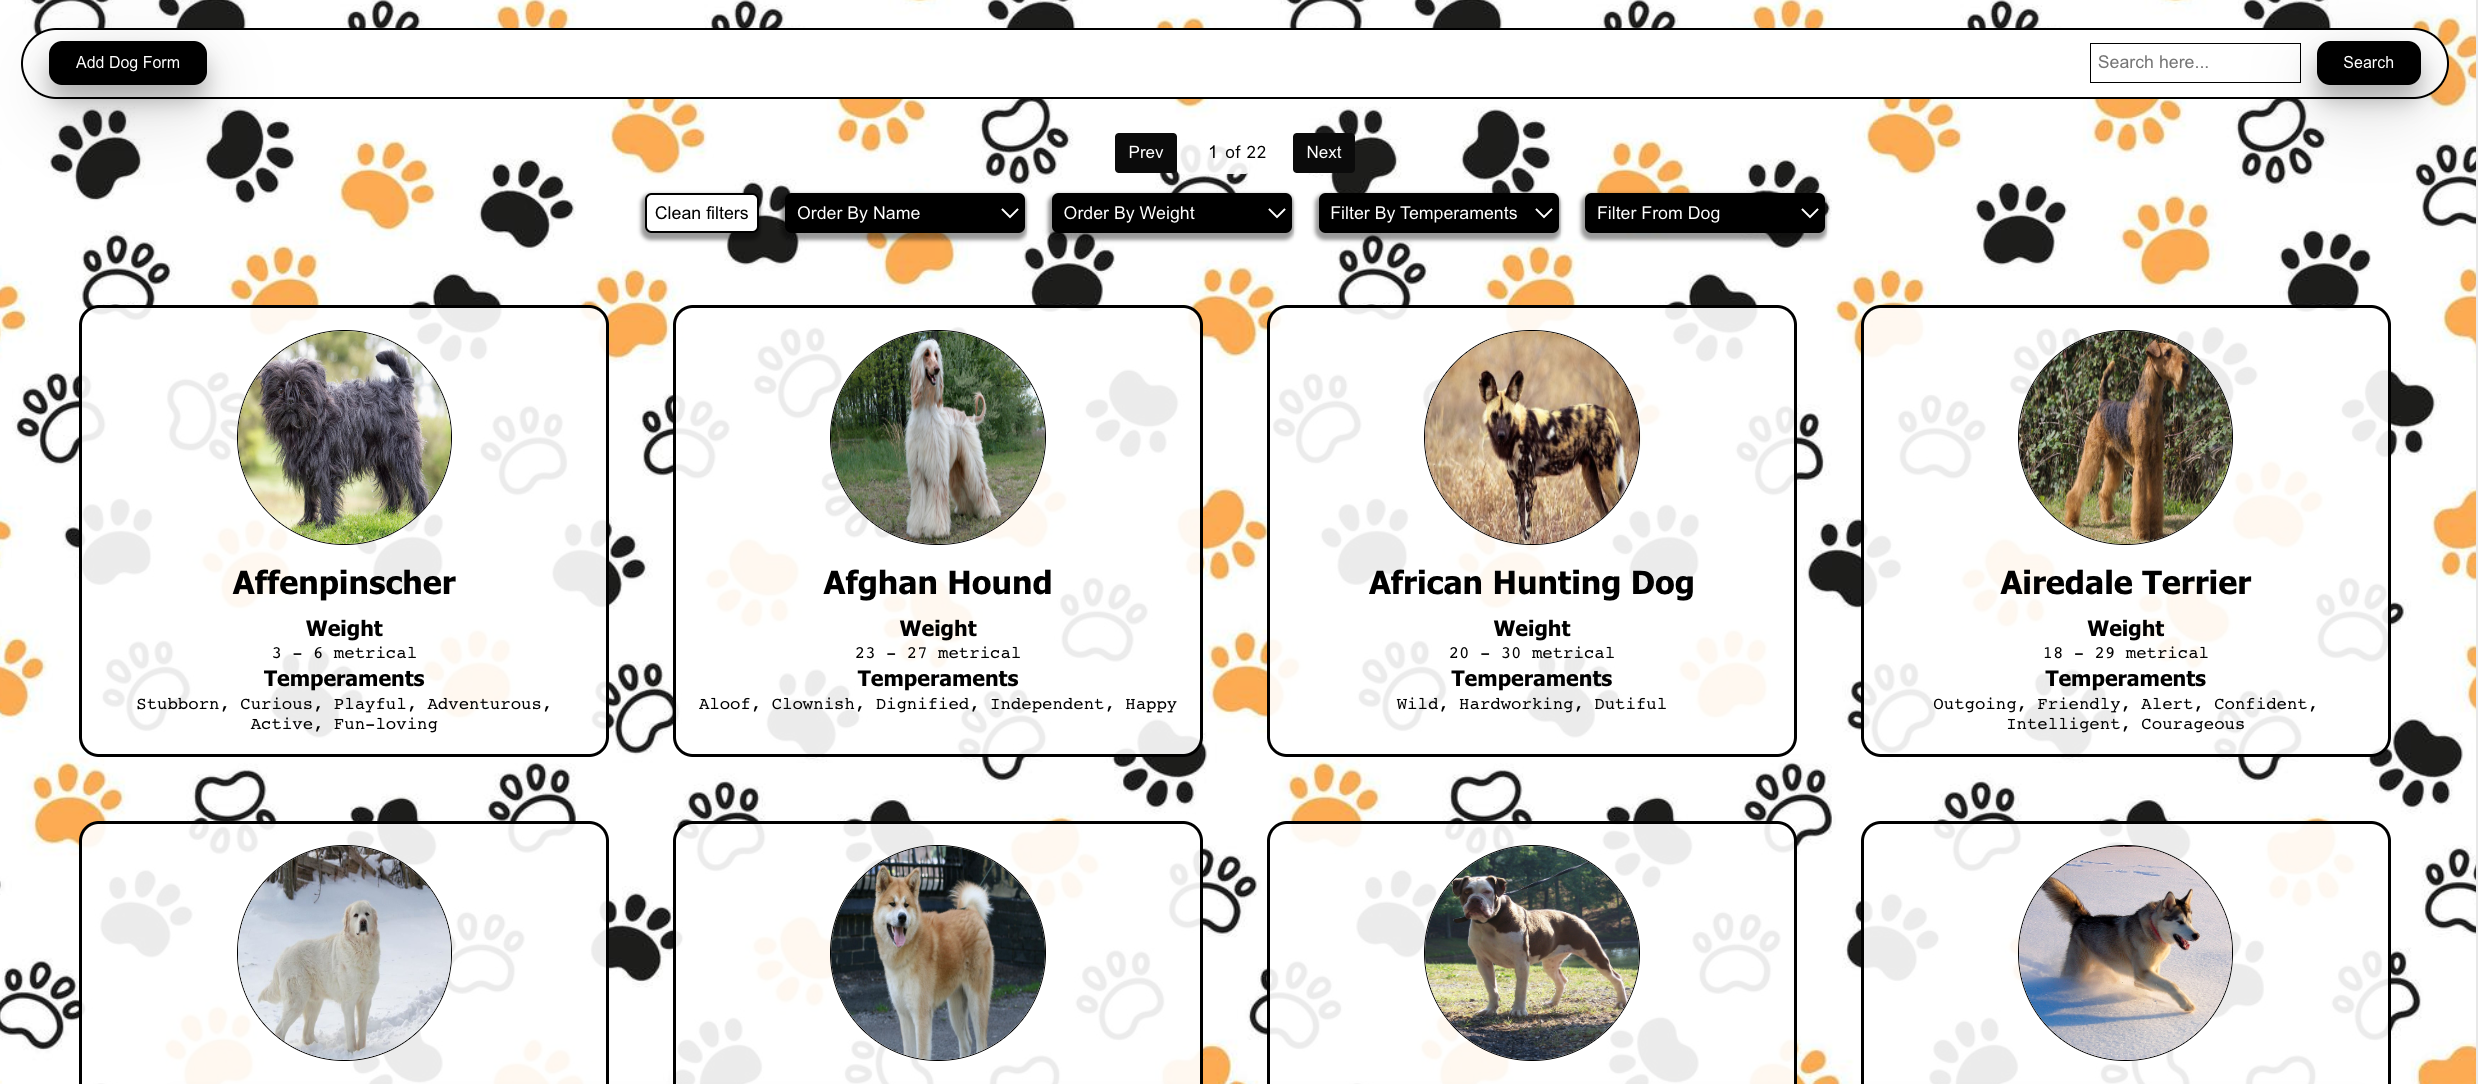 Add Dog Form
Search here...
Search
Prev
1 of 22
Next
Clean filters
Order By Name
Order By Weight
Filter By Temperaments
Filter From Dog
Affenpinscher
Weight
3 - 6 metrical
Temperaments
Stubborn, Curious, Playful, Adventurous,
Active, Fun-loving
Afghan Hound
Weight
23 - 27 metrical
Temperaments
Aloof, Clownish, Dignified, Independent, Happy
African Hunting Dog
Weight
20 - 30 metrical
Temperaments
Wild, Hardworking, Dutiful
Airedale Terrier
Weight
18 - 29 metrical
Temperaments
Outgoing, Friendly, Alert, Confident,
Intelligent, Courageous